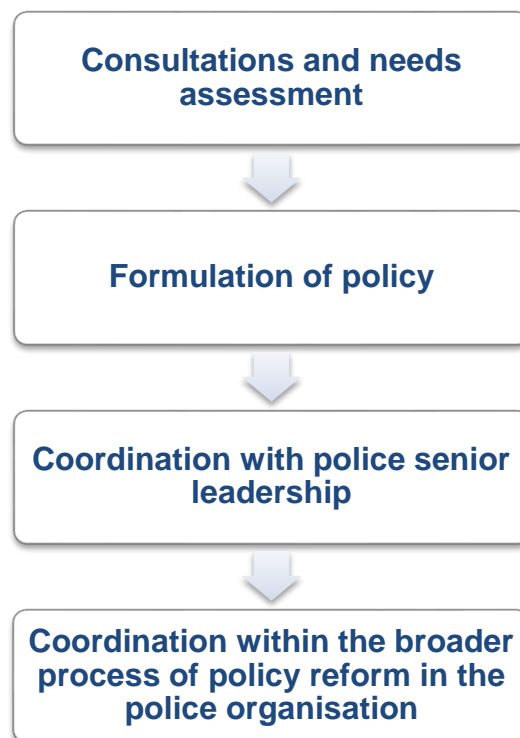 Consultations and needs
assessment
Formulation of policy
Coordination with police senior
leadership
Coordination within the broader
process of policy reform in the
police organisation